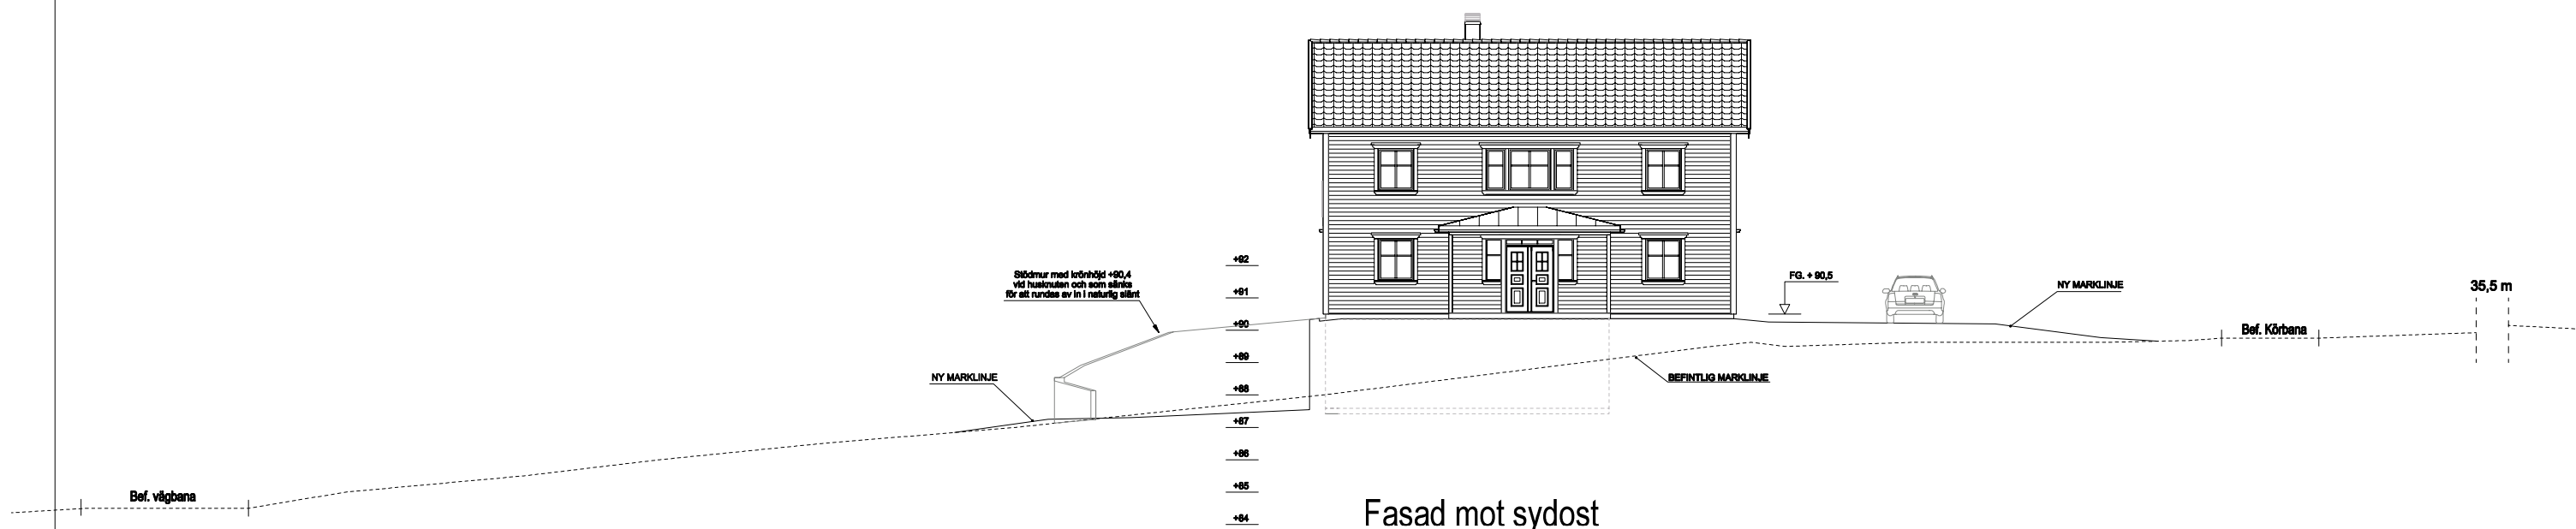 Stödmur med krönhöjd +90,4
vid husknuten och som sänks
för att rundas av in i naturlig slänt
NY MARKLINJE
Bef. vägbana
+92
+91
+90
+89
+88
+87
+86
+85
+84
FG. + 90,5
NY MARKLINJE
BEFINTLIG MARKLINJE
Bef. Körbana
35,5 m
Fasad mot sydost